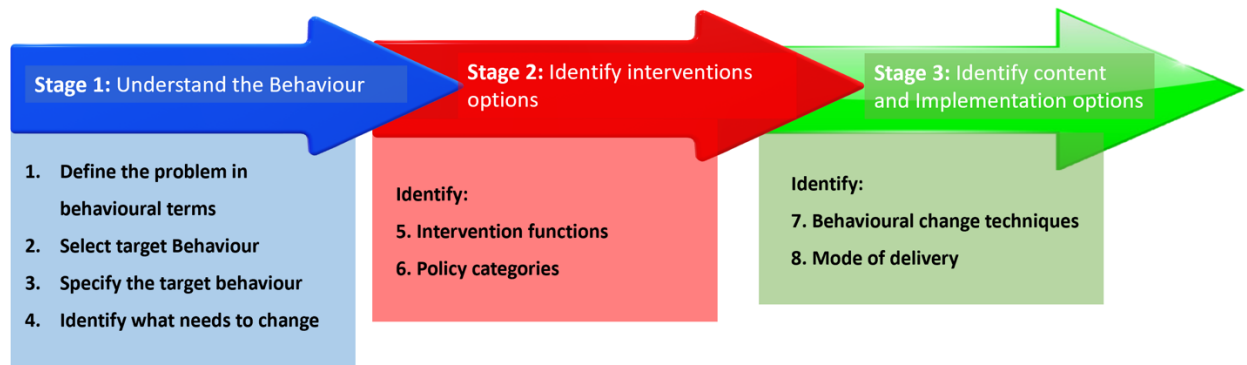 Stage 1: Understand the Behaviour
1. Define the problem in
behavioural terms
2. Select target Behaviour
3. Specify the target behaviour
4. Identify what needs to change
Stage 2: Identify interventions
options
Identify:
5. Intervention functions
6. Policy categories
Stage 3: Identify content
and Implementation options
Identify:
7. Behavioural change techniques
8. Mode of delivery